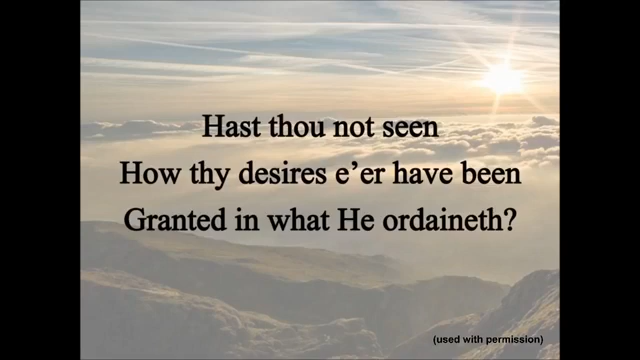 Hast thou not seen
How thy desires e’er have been
Granted in what He ordaineth?
(used with permission)